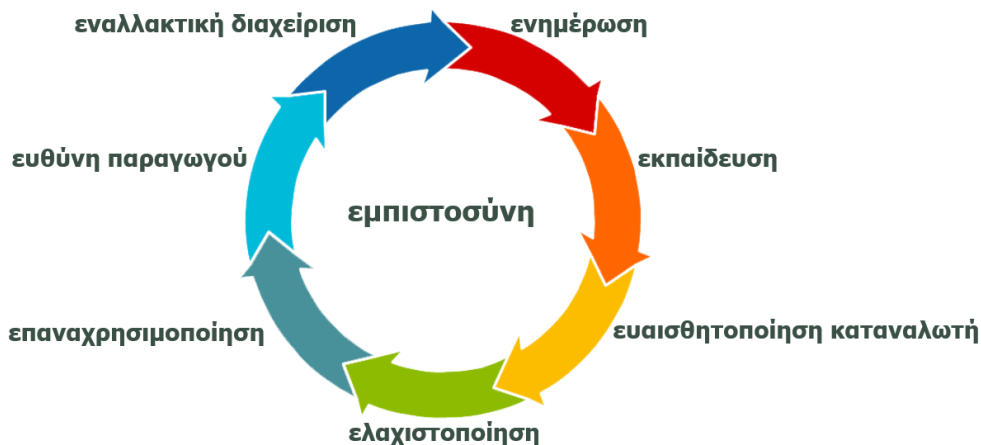 εναλλακτική διαχείριση
ενημέρωση
ευθύνη παραγωγού
εκπαίδευση
εμπιστοσύνη
επαναχρησιμοποίηση
ευαισθητοποίηση καταναλωτή
ελαχιστοποίηση